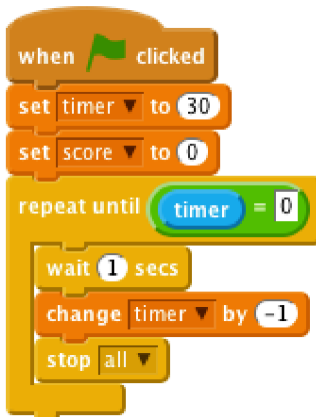 when clicked
set timer to 30
set score to 0
repeat until timer = 0
wait 1 secs
change timer by -1
stop all